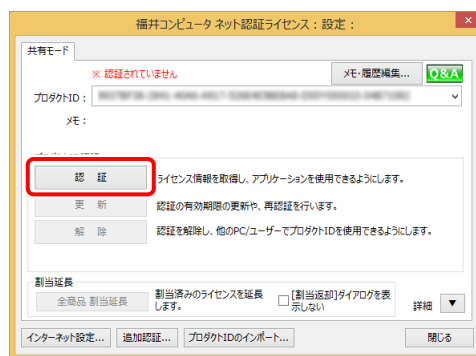 福井コンピュータ ネット認証ライセンス：設定：
×
共有モード
※ 認証されていません
メモ・履歴編集...
Q&A
プロダクトID：
メモ：
認　証
ライセンス情報を取得し、アプリケーションを使用できるようにします。
更　新
認証の有効期限の更新や、再認証を行います。
解　除
認証を解除し、他のPC/ユーザーでプロダクトIDを使用できるようにします。
割当延長
全商品 割当延長
割当済みのライセンスを延長
します。
[割当返却]ダイアログを表
示しない
詳細 ▼
インターネット設定...
追加認証...
プロダクトIDのインポート...
閉じる